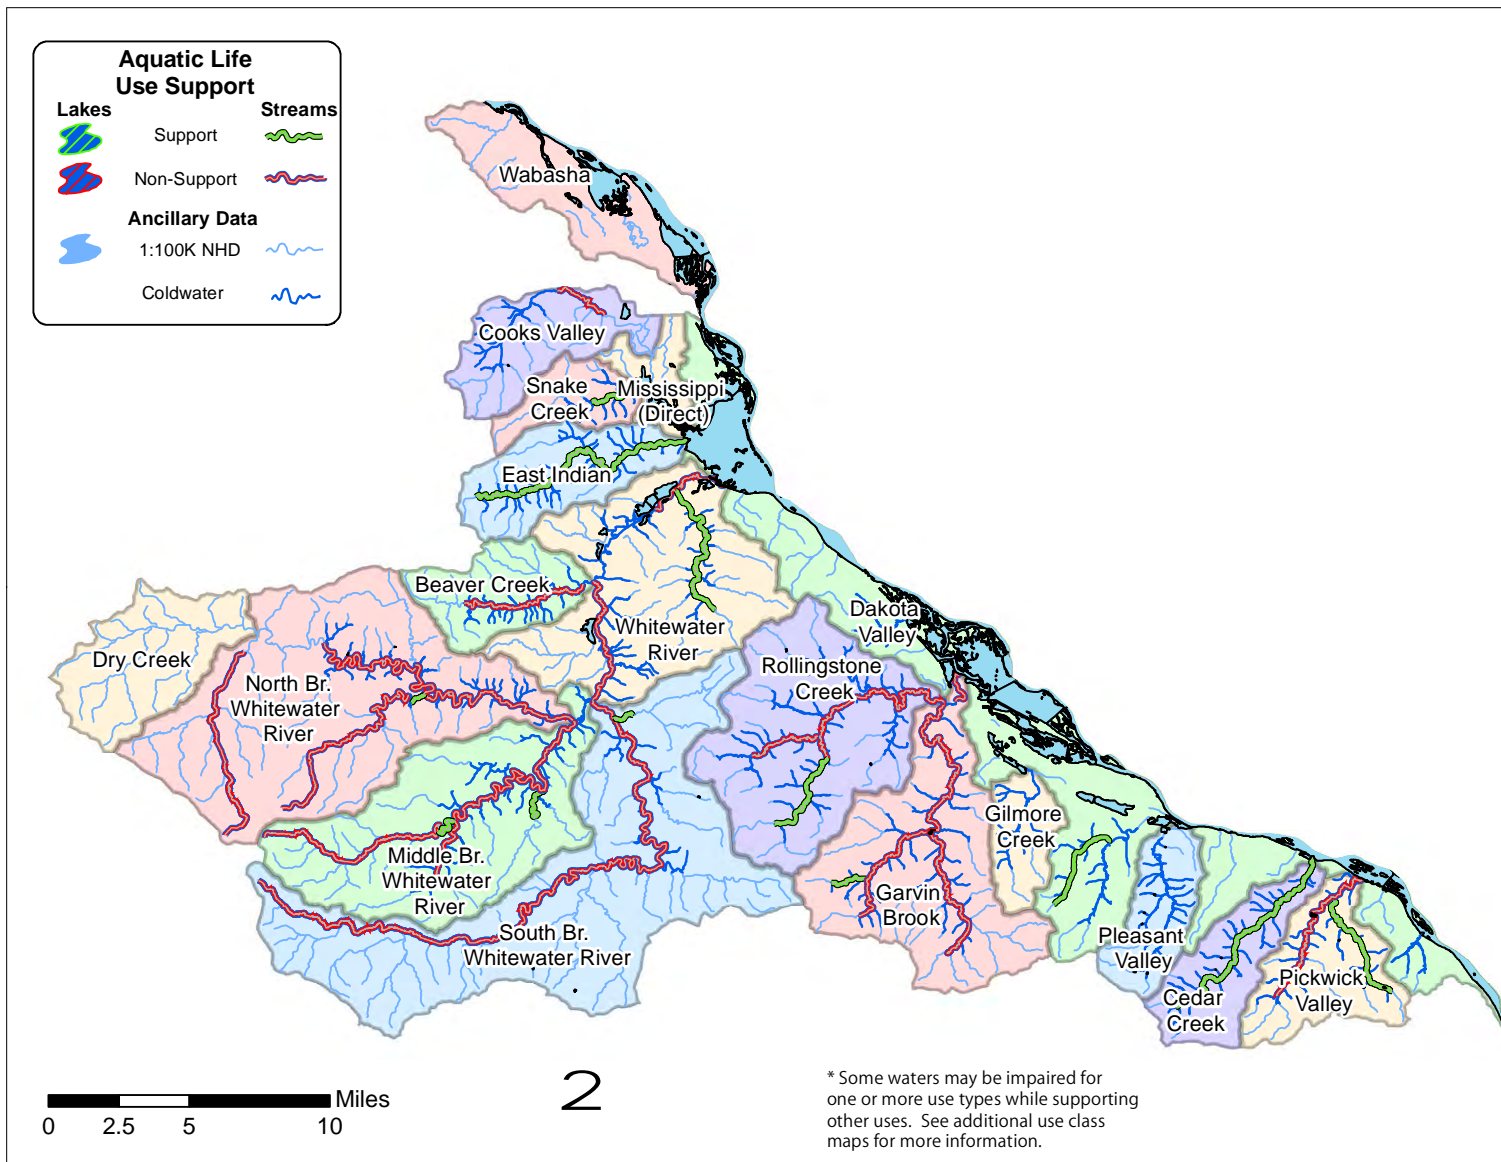 Aquatic Life
Use Support
Lakes
Streams
Support
Non-Support
Ancillary Data
1:100K NHD
Coldwater
Wabasha
Cooks Valley
Snake
Creek
Mississippi
(Direct)
East Indian
Beaver Creek
Whitewater
River
Dakota
Valley
Dry Creek
North Br.
Whitewater
River
Rollingstone
Creek
Middle Br.
Whitewater
River
Gilmore
Creek
Garvin
Brook
South Br.
Whitewater River
Pleasant
Valley
Cedar
Creek
Pickwick
Valley
Miles
0 2.5 5 10
2
* Some waters may be impaired for
one or more use types while supporting
other uses. See additional use class
maps for more information.